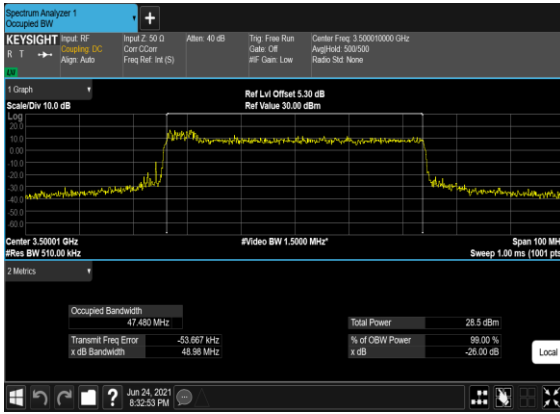 Spectrum Analyzer 1
Occupied BW
KEYSIGHT
R T
LW
Input: RF
Coupling: DC
Align: Auto
Input Z: 50 Ω
Corr CCorr
Freq Ref: Int (S)
Atten: 40 dB
Trig: Free Run
Gate: Off
#IF Gain: Low
Center Freq: 3.500010000 GHz
Avg|Hold: 500/500
Radio Std: None
1 Graph
Scale/Div 10.0 dB
Ref Lvl Offset 5.30 dB
Ref Value 30.00 dBm
Log
20.0
10.0
0.00
-10.0
-20.0
-30.0
-40.0
-50.0
-60.0
Center 3.50001 GHz
#Res BW 510.00 kHz
#Video BW 1.5000 MHz*
Span 100 MH
Sweep 1.00 ms (1001 pts
2 Metrics
Occupied Bandwidth
47.480 MHz
Transmit Freq Error -53.667 kHz
x dB Bandwidth 48.98 MHz
Total Power 28.5 dBm
% of OBW Power 99.00 %
x dB -26.00 dB
Local
Jun 24, 2021
8:32:53 PM